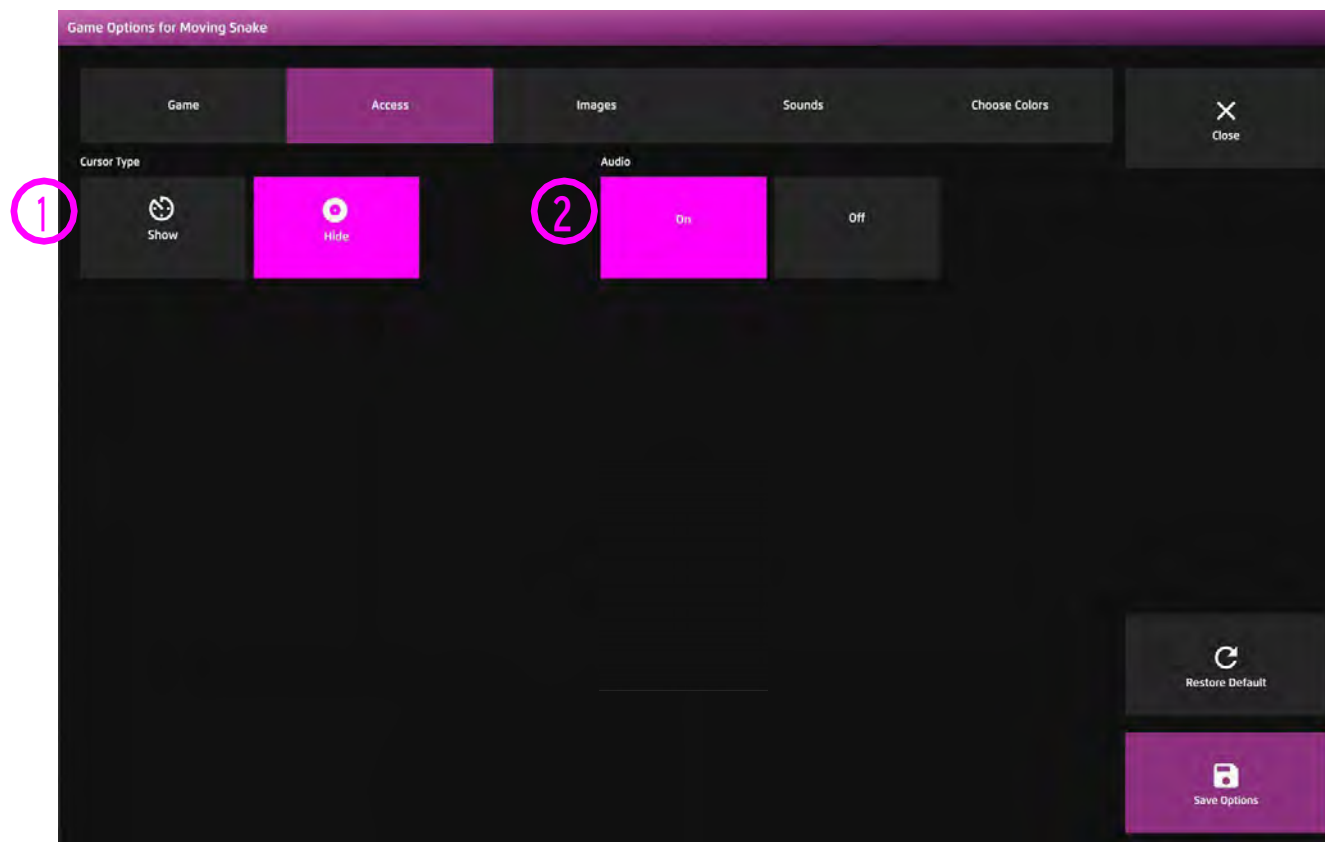 Game Options for Moving Snake
Game Access Images Sounds Choose Colors
Close
Cursor Type Audio
1 Show Hide 2 On Off
Restore Default
Save Options